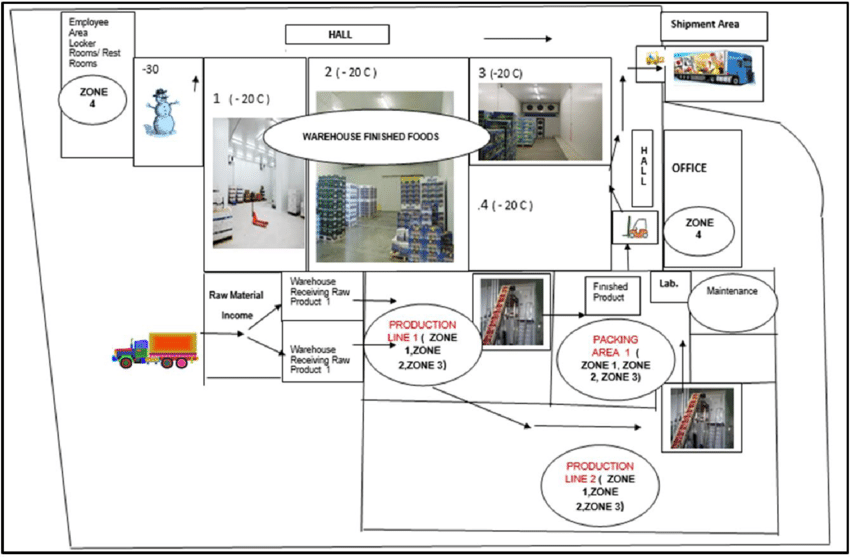 Employee
Area
Locker
Rooms/ Rest
Rooms
ZONE
4
HALL
Shipment Area
-30
1 (-20 C)
2 (- 20 C)
3 (-20 C)
WAREHOUSE FINISHED FOODS
.4 (- 20C)
H
A
L
L
OFFICE
ZONE
4
Raw Material
Income
Warehouse
Receiving Raw
Product 1
Warehouse
Receiving Raw
Product 1
PRODUCTION
LINE 1 ( ZONE
1,ZONE
2,ZONE 3)
Finished
Product
Lab.
Maintenance
PACKING
AREA 1 (
ZONE 1, ZONE
2, ZONE 3)
PRODUCTION
LINE 2 ( ZONE
1,ZONE
2,ZONE 3)